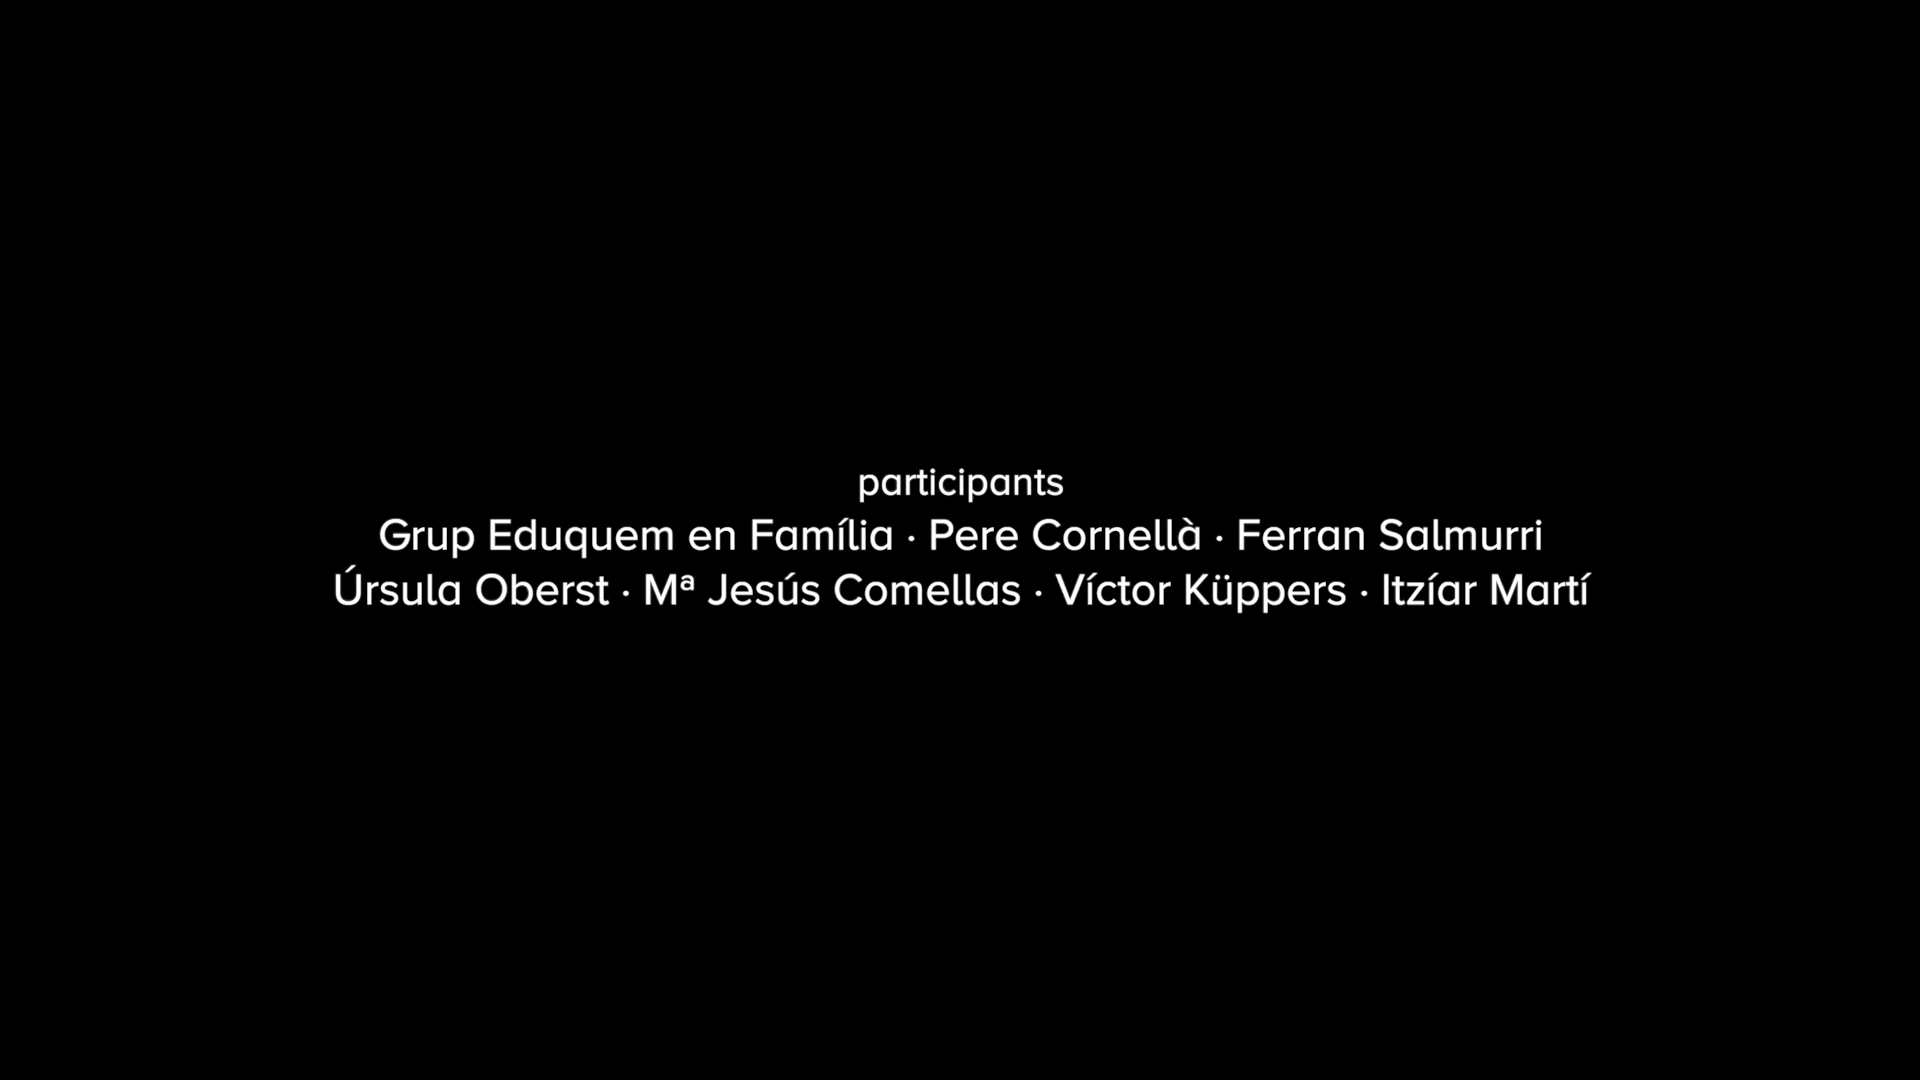 participants
Grup Eduquem en Família · Pere Cornellà · Ferran Salmurri
Úrsula Oberst · Mª Jesús Comellas · Víctor Küppers · Itzíar Martí